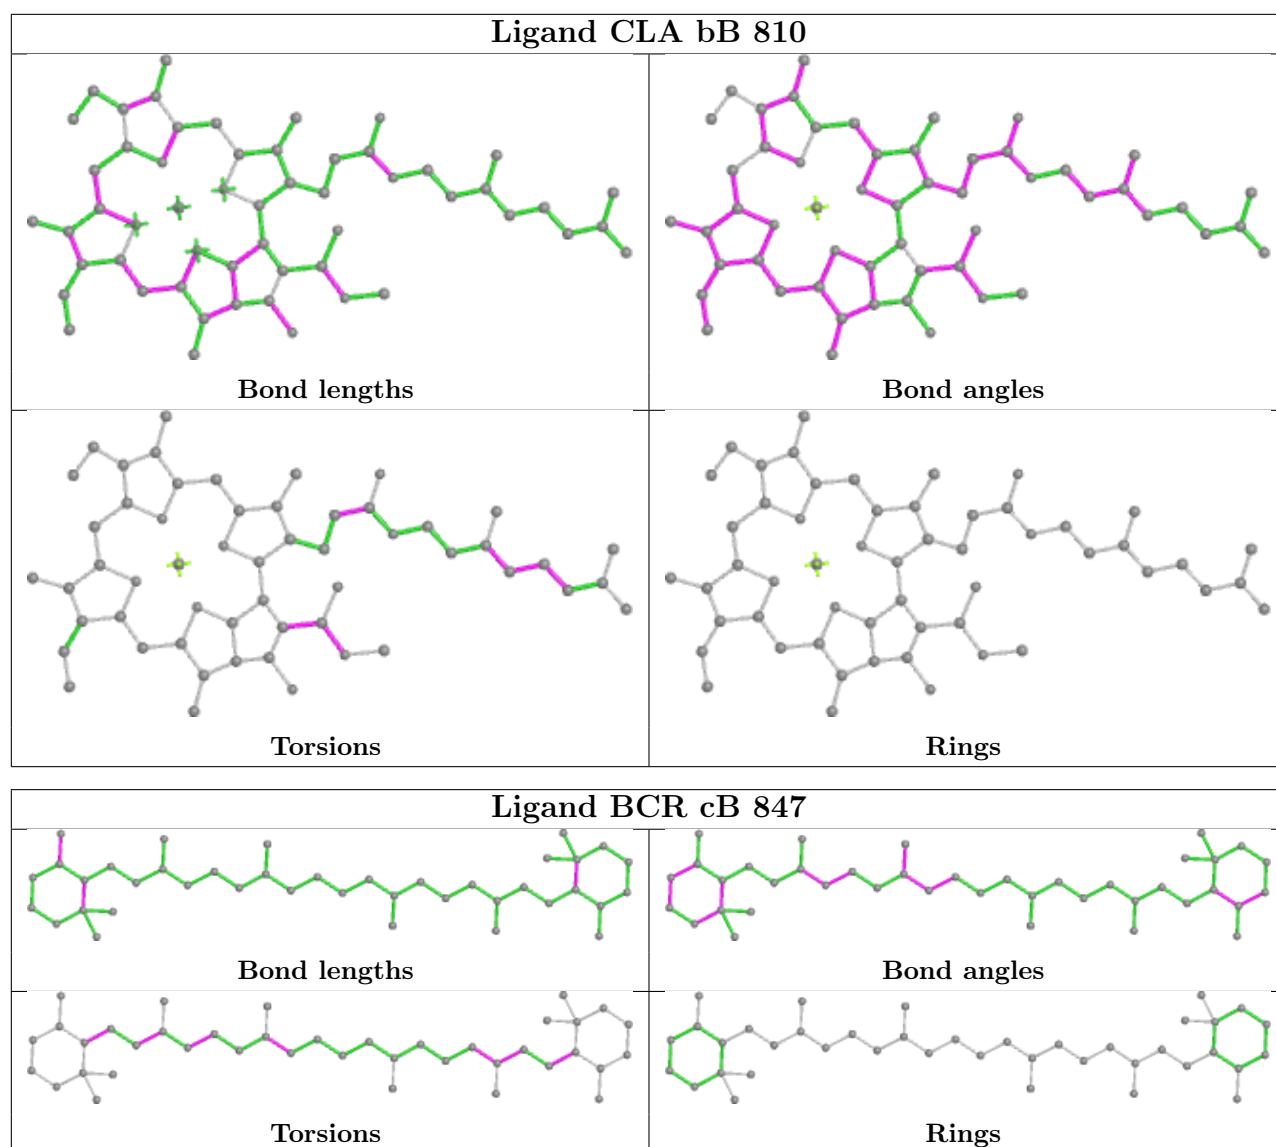 Ligand CLA bB 810
Bond lengths
Bond angles
Torsions
Rings
Ligand BCR cB 847
Bond lengths
Bond angles
Torsions
Rings